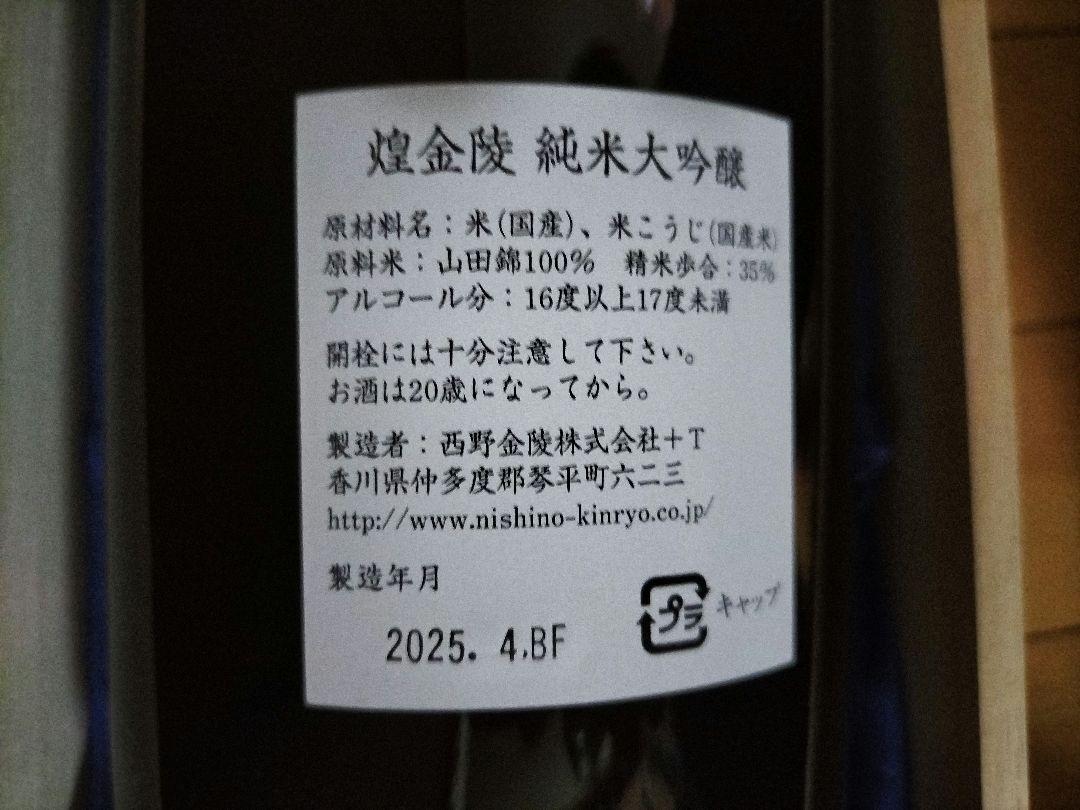 煌金陵 純米大吟醸
原材料名：米(国産)、米こうじ(国産米)
原料米：山田錦100% 精米歩合：35%
アルコール分：16度以上17度未満
開栓には十分注意して下さい。
お酒は20歳になってから。
製造者：西野金陵株式会社+T
香川県仲多度郡琴平町六二三
http://www.nishino-kinryo.co.jp/
製造年月
2025. 4.BF
プラ キャップ